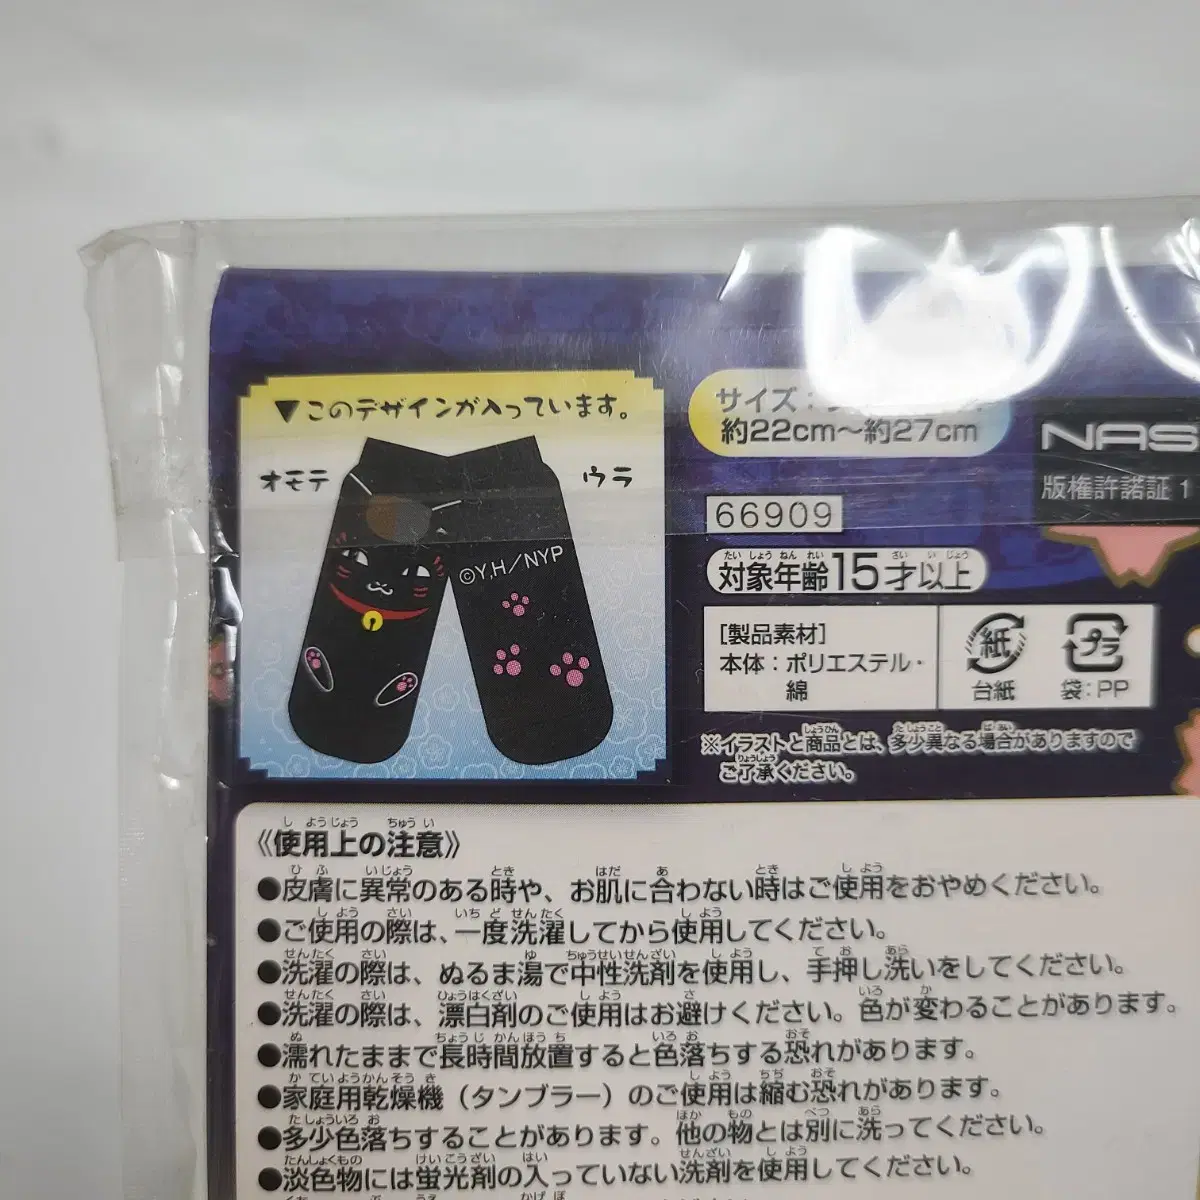 ▼このデザインが入っています。
オモテ
ウラ
©Y,H/NYP
サイズ：
約22cm～約27cm
66909
対象年齢15才以上
[製品素材]
本体：ポリエステル・
綿
紙
台紙
プラ
袋：PP
NAS
版権許諾証 1
※イラストと商品とは、多少異なる場合がありますので
ご了承ください。
《使用上の注意》
●皮膚に異常のある時や、お肌に合わない時はご使用をおやめください。
●ご使用の際は、一度洗濯してから使用してください。
●洗濯の際は、ぬるま湯で中性洗剤を使用し、手押し洗いをしてください。
●洗濯の際は、漂白剤のご使用はお避けください。色が変わることがあります。
●濡れたままで長時間放置すると色落ちする恐れがあります。
●家庭用乾燥機（タンブラー）のご使用は縮む恐れがあります。
●多少色落ちすることがあります。他の物とは別に洗ってください。
●淡色物には蛍光剤の入っていない洗剤を使用してください。